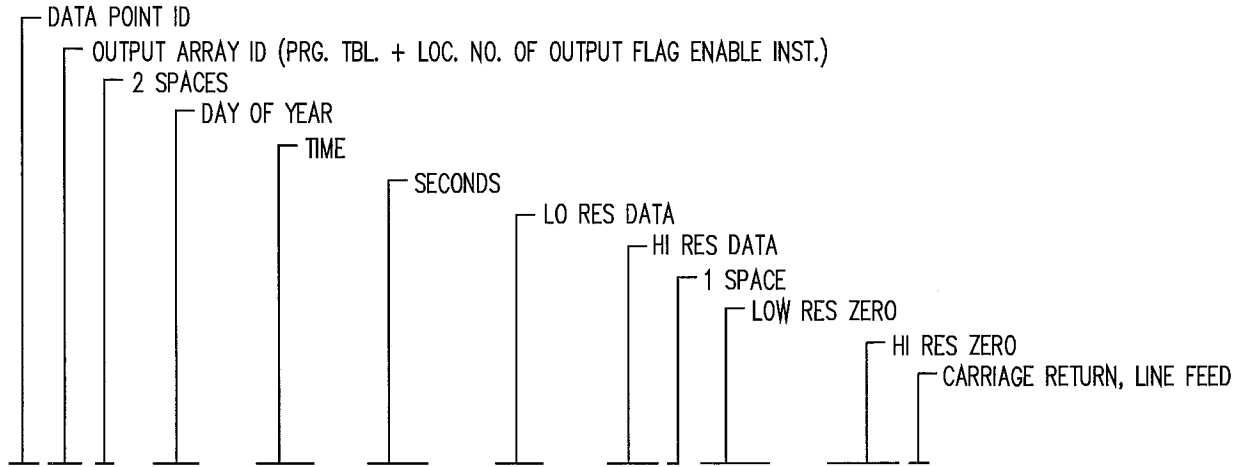 DATA POINT ID
OUTPUT ARRAY ID (PRG. TBL. + LOC. NO. OF OUTPUT FLAG ENABLE INST.)
2 SPACES
DAY OF YEAR
TIME
SECONDS
LO RES DATA
HI RES DATA
1 SPACE
LOW RES ZERO
HI RES ZERO
CARRIAGE RETURN, LINE FEED